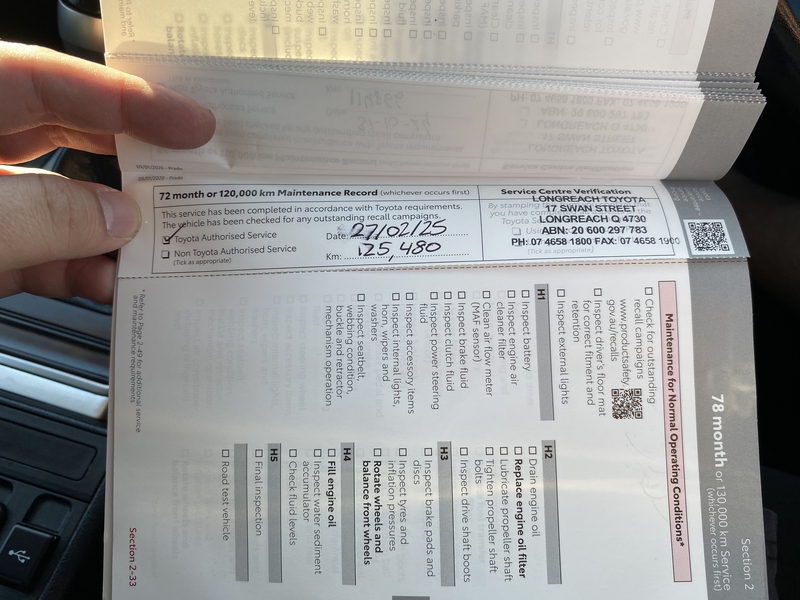 72 month or 120,000 km Maintenance Record (whichever occurs first)
This service has been completed in accordance with Toyota requirements.
The vehicle has been checked for any outstanding recall campaigns.
Toyota Authorised Service
Non Toyota Authorised Service
(Tick as appropriate)
Date: 27/02/25
Km: 125,480
Service Centre Verification
LONGREACH TOYOTA
17 SWAN STREET
LONGREACH Q 4730
ABN: 20 600 297 783
PH: 07 4658 1800 FAX: 07 4658 1900
Section 2
78 month or 130,000 km Service
(whichever occurs first)
Maintenance for Normal Operating Conditions*
Check for outstanding
recall campaigns
www.productsafety.
gov.au/recalls
Inspect driver's floor mat
for correct fitment and
retention
Inspect external lights
H1
Inspect battery
Inspect engine air
cleaner filter
Clean air flow meter
(MAF sensor)
Inspect brake fluid
Inspect clutch fluid
Inspect power steering
fluid
Inspect accessory items
Inspect internal lights,
horn, wipers and
washers
Inspect seatbelt,
webbing condition,
buckle and retractor
mechanism operation
H2
Drain engine oil
Replace engine oil filter
Lubricate propeller shaft
Tighten propeller shaft
bolts
Inspect drive shaft boots
H3
Inspect brake pads and
discs
Inspect tyres and
inflation pressures
Rotate wheels and
balance front wheels
H4
Fill engine oil
Inspect water sediment
accumulator
Check fluid levels
H5
Final inspection
Road test vehicle
* Refer to Page 2-49 for additional service
and maintenance requirements
Section 2-33